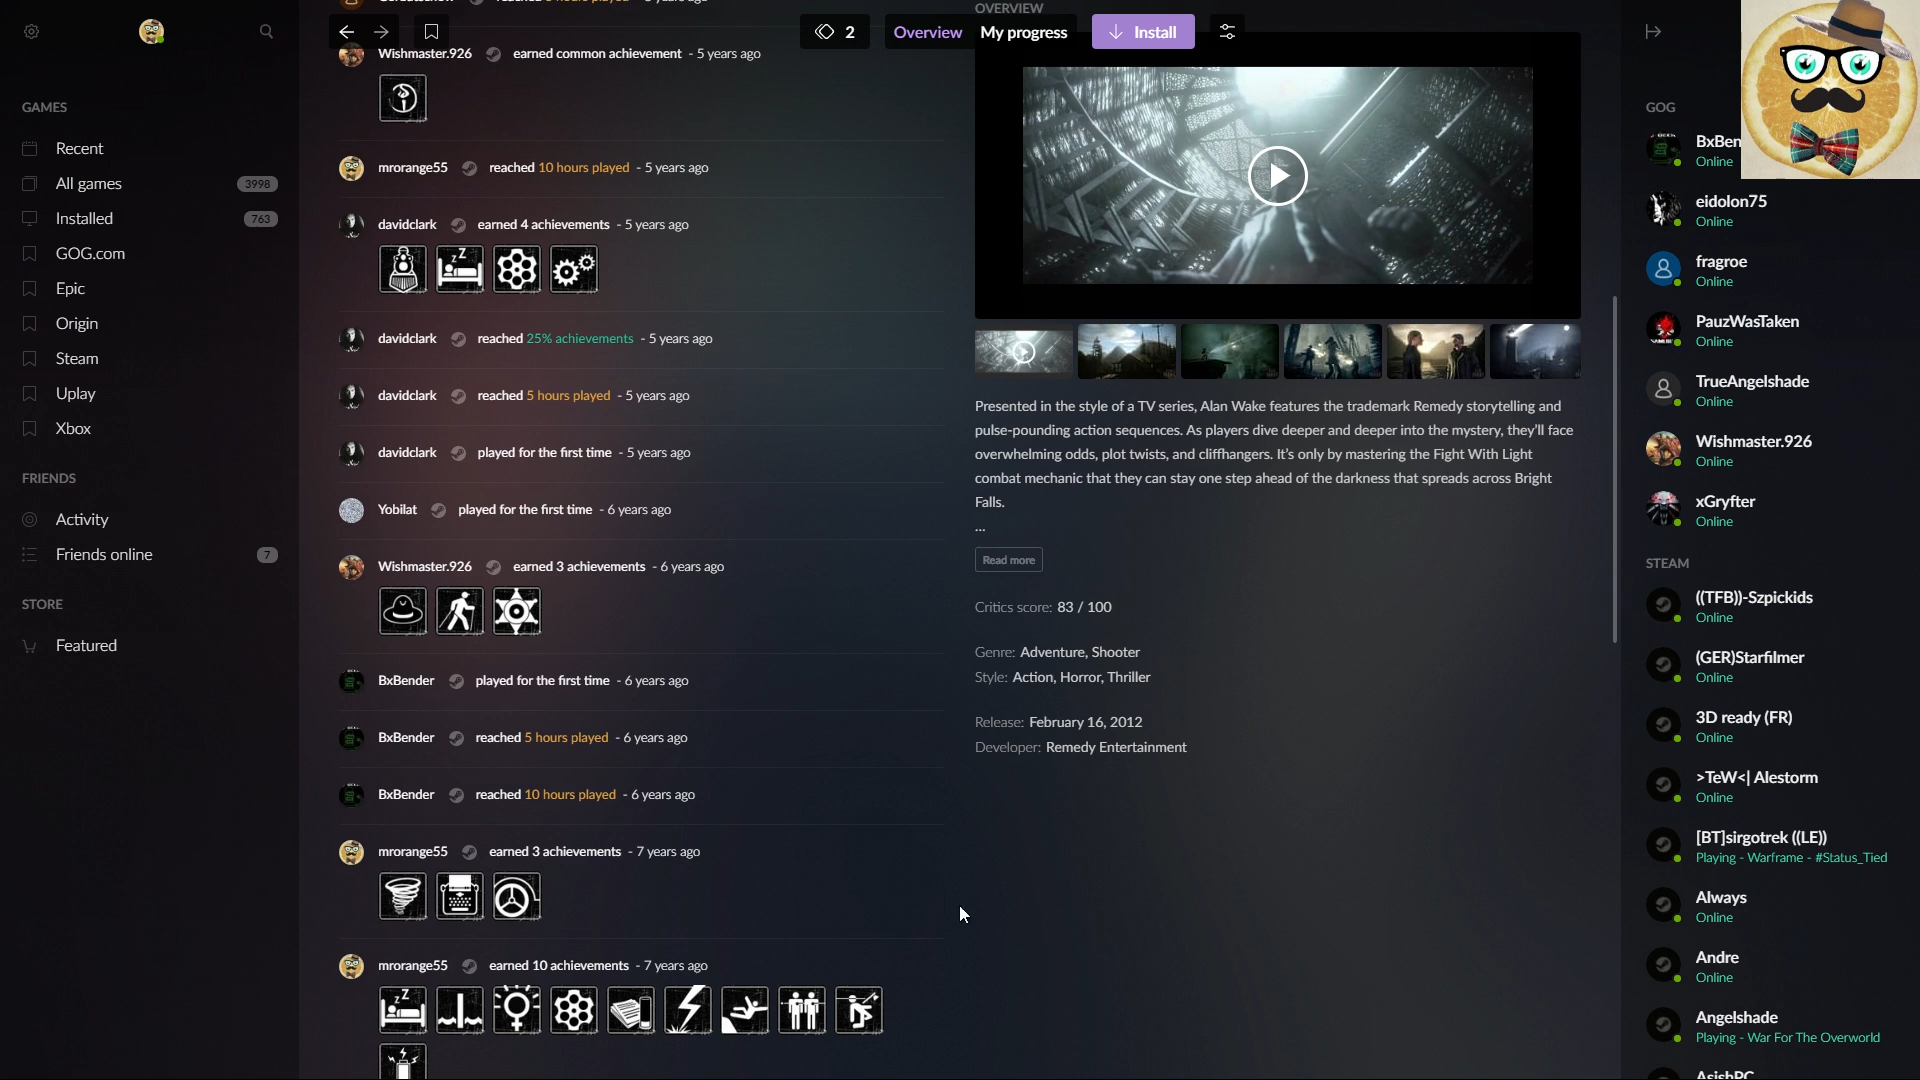 GAMES
Recent
All games 3998
Installed 763
GOG.com
Epic
Origin
Steam
Uplay
Xbox
FRIENDS
Activity
Friends online 7
STORE
Featured
2
Overview
My progress
Install
Wishmaster.926 earned common achievement - 5 years ago
mrorange55 reached 10 hours played - 5 years ago
davidclark earned 4 achievements - 5 years ago
davidclark reached 25% achievements - 5 years ago
davidclark reached 5 hours played - 5 years ago
davidclark played for the first time - 5 years ago
Yobilat played for the first time - 6 years ago
Wishmaster.926 earned 3 achievements - 6 years ago
BxBender played for the first time - 6 years ago
BxBender reached 5 hours played - 6 years ago
BxBender reached 10 hours played - 6 years ago
mrorange55 earned 3 achievements - 7 years ago
mrorange55 earned 10 achievements - 7 years ago
OVERVIEW
Presented in the style of a TV series, Alan Wake features the trademark Remedy storytelling and
pulse-pounding action sequences. As players dive deeper and deeper into the mystery, they'll face
overwhelming odds, plot twists, and cliffhangers. It's only by mastering the Fight With Light
combat mechanic that they can stay one step ahead of the darkness that spreads across Bright
Falls.
...
Read more
Critics score: 83 / 100
Genre: Adventure, Shooter
Style: Action, Horror, Thriller
Release: February 16, 2012
Developer: Remedy Entertainment
GOG
BxBen
Online
eidolon75
Online
fragroe
Online
PauzWasTaken
Online
TrueAngelshade
Online
Wishmaster.926
Online
xGryfter
Online
STEAM
((TFB))-Szpickids
Online
(GER)Starfilmer
Online
3D ready (FR)
Online
>TeW<| Alestorm
Online
[BT]sirgotrek ((LE))
Playing - Warframe - #Status_Tied
Always
Online
Andre
Online
Angelshade
Playing - War For The Overworld